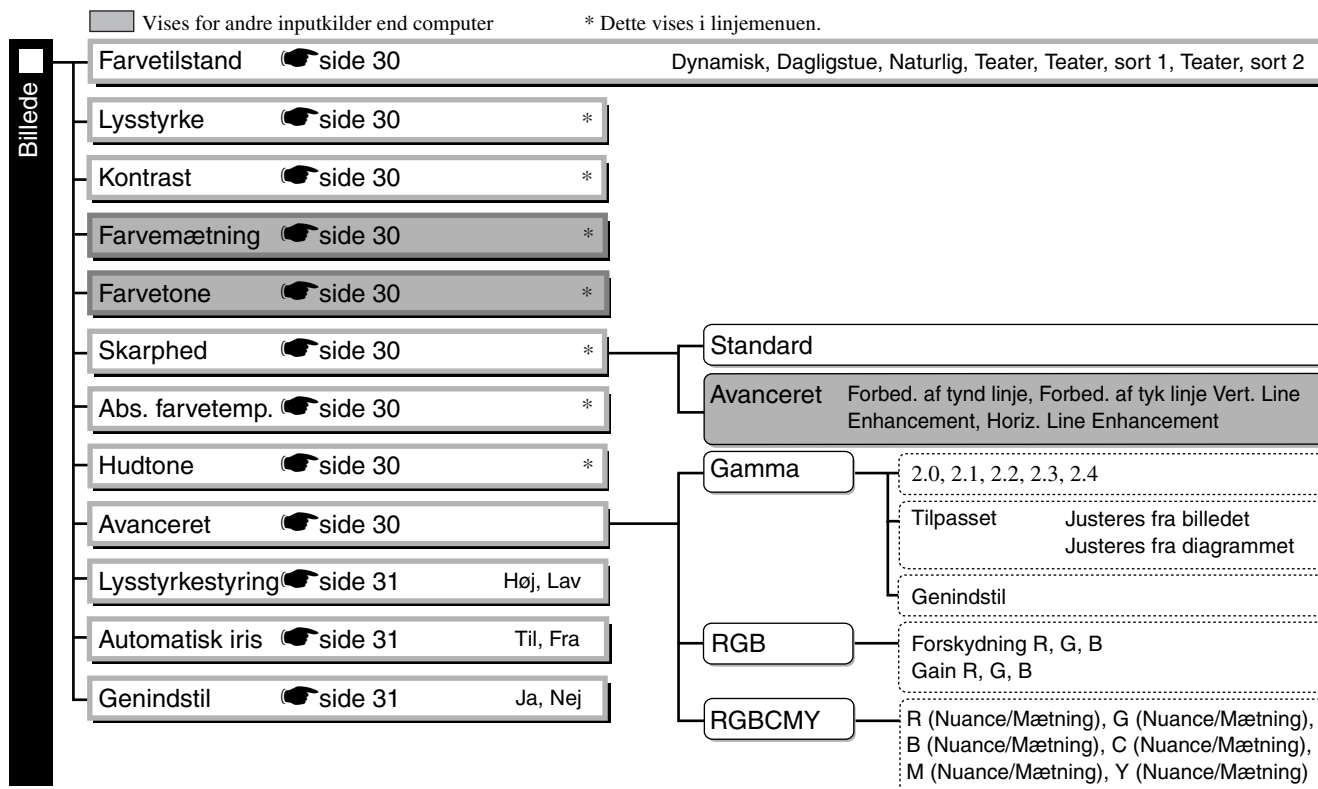 Vises for andre inputkilder end computer
* Dette vises i linjemenuen.
Billede
Farvetilstand side 30 Dynamisk, Dagligstue, Naturlig, Teater, Teater, sort 1, Teater, sort 2
Lysstyrke side 30 *
Kontrast side 30 *
Farvemætning side 30 *
Farvetone side 30 *
Skarphed side 30 *
Standard
Avanceret Forbed. af tynd linje, Forbed. af tyk linje Vert. Line
Enhancement, Horiz. Line Enhancement
Abs. farvetemp. side 30 *
Hudtone side 30 *
Avanceret side 30
Gamma
2.0, 2.1, 2.2, 2.3, 2.4
Tilpasset Justeres fra billedet
Justeres fra diagrammet
Genindstil
RGB
Forskydning R, G, B
Gain R, G, B
RGBCMY
R (Nuance/Mætning), G (Nuance/Mætning),
B (Nuance/Mætning), C (Nuance/Mætning),
M (Nuance/Mætning), Y (Nuance/Mætning)
Lysstyrkestyring side 31 Høj, Lav
Automatisk iris side 31 Til, Fra
Genindstil side 31 Ja, Nej